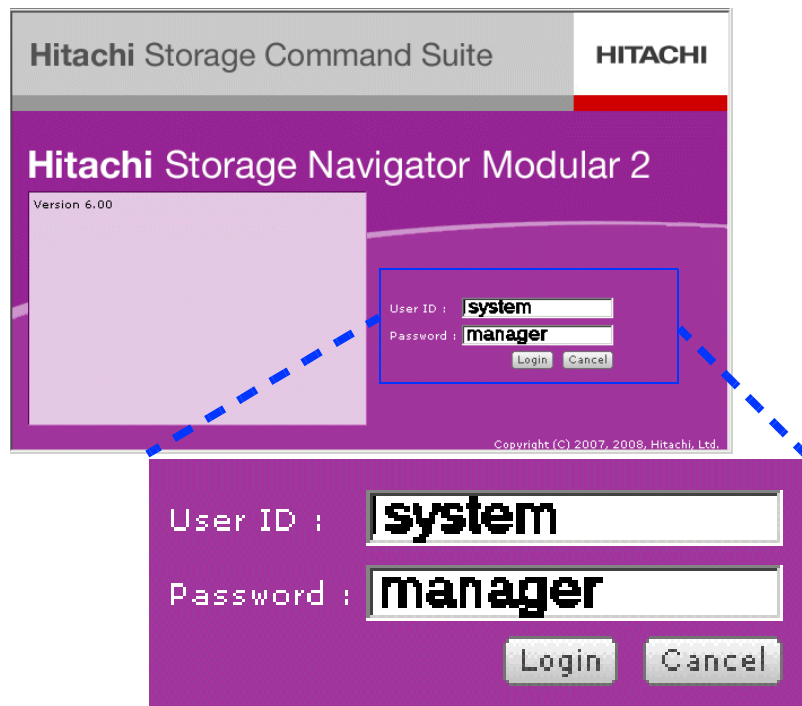 Hitachi Storage Command Suite
HITACHI
Hitachi Storage Navigator Modular 2
Version 6.00
User ID : system
Password : manager
Login Cancel
Copyright (C) 2007, 2008, Hitachi, Ltd.
User ID : system
Password : manager
Login Cancel